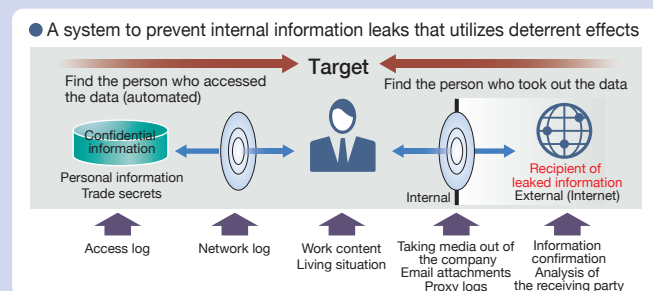 A system to prevent internal information leaks that utilizes deterrent effects
Target
Find the person who accessed
the data (automated)
Find the person who took out the data
Confidential
information
Personal information
Trade secrets
Internal
Recipient of
leaked information
External (Internet)
Access log
Network log
Work content
Living situation
Taking media out of
the company
Email attachments
Proxy logs
Information
confirmation
Analysis of
the receiving party